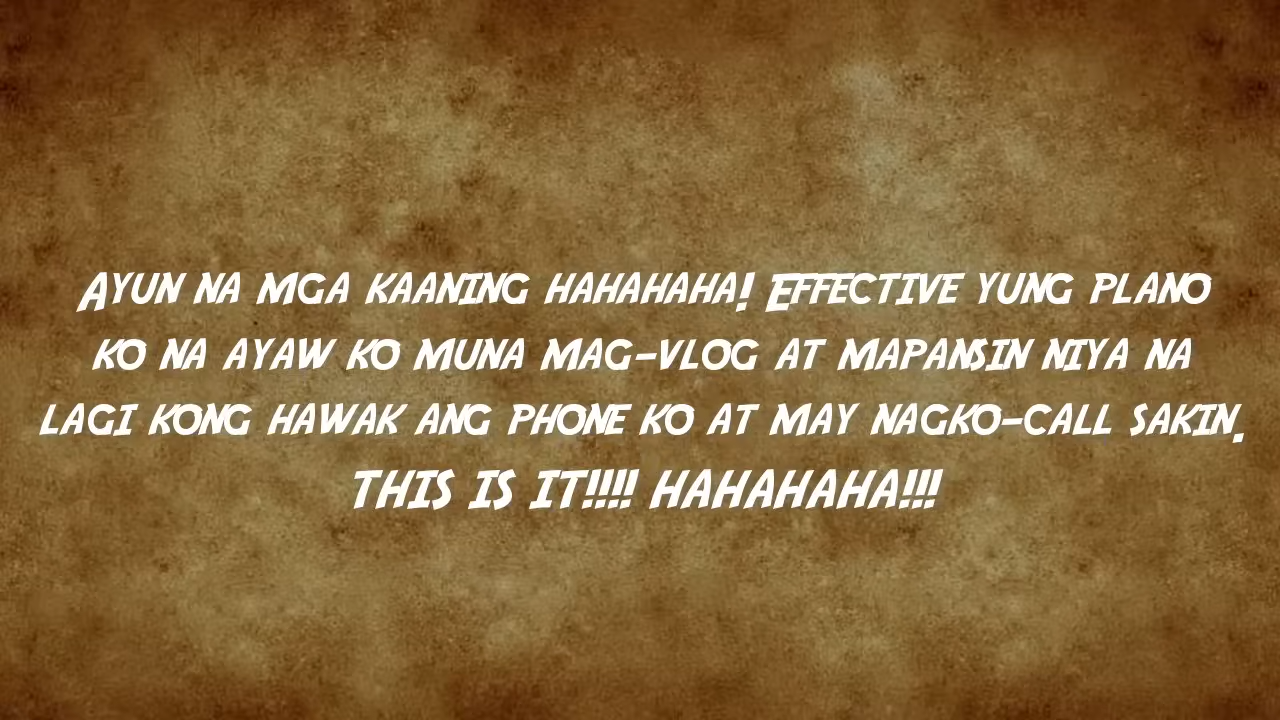 Ayun na mga kaaning hahahaha! Effective yung plano
ko na ayaw ko muna mag-vlog at mapansin niya na
lagi kong hawak ang phone ko at may nagko-call sakin.
THIS IS IT!!!! HAHAHAHA!!!